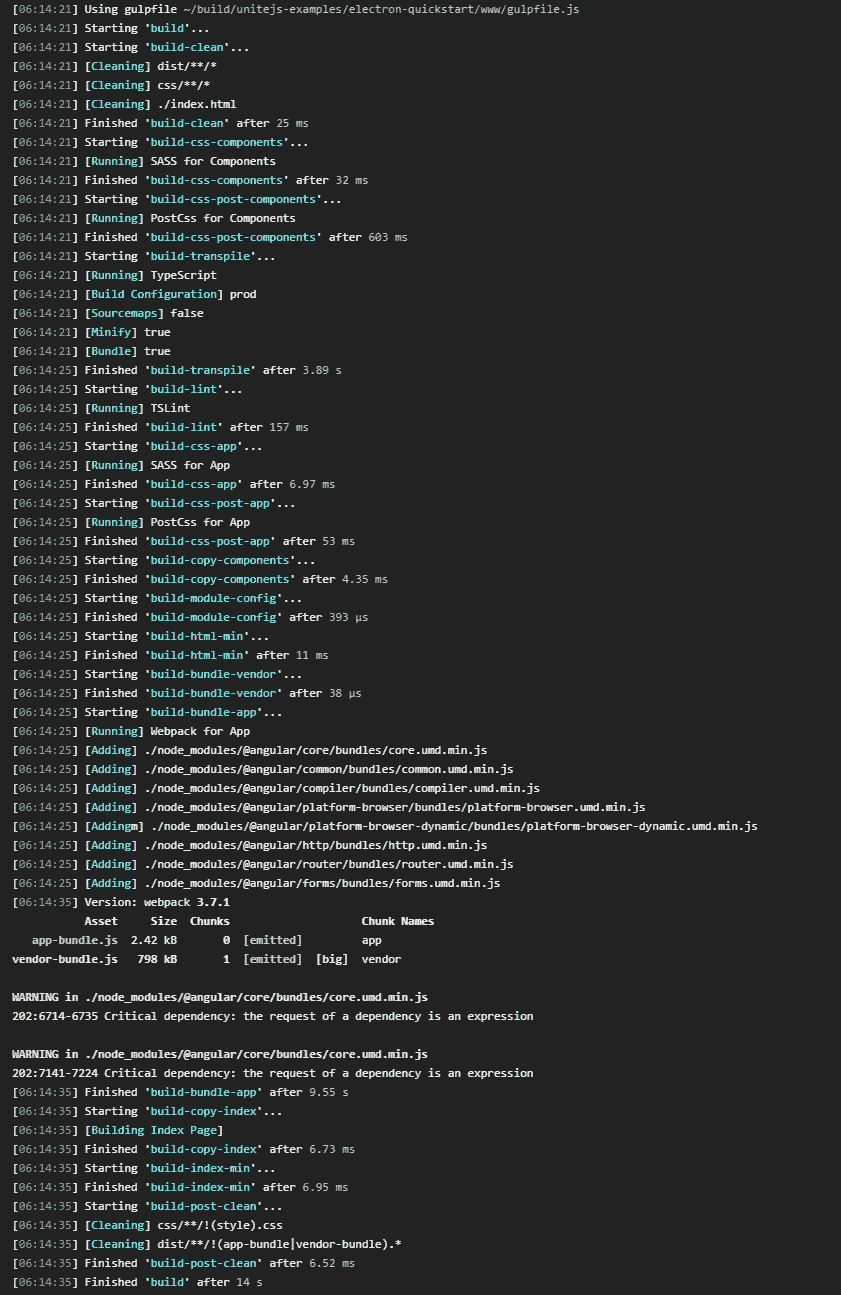 [06:14:21] Using gulpfile ~/build/unitejs-examples/electron-quickstart/www/gulpfile.js
[06:14:21] Starting 'build'...
[06:14:21] Starting 'build-clean'...
[06:14:21] [Cleaning] dist/**/*
[06:14:21] [Cleaning] css/**/*
[06:14:21] [Cleaning] ./index.html
[06:14:21] Finished 'build-clean' after 25 ms
[06:14:21] Starting 'build-css-components'...
[06:14:21] [Running] SASS for Components
[06:14:21] Finished 'build-css-components' after 32 ms
[06:14:21] Starting 'build-css-post-components'...
[06:14:21] [Running] PostCss for Components
[06:14:21] Finished 'build-css-post-components' after 603 ms
[06:14:21] Starting 'build-transpile'...
[06:14:21] [Running] TypeScript
[06:14:21] [Build Configuration] prod
[06:14:21] [Sourcemaps] false
[06:14:21] [Minify] true
[06:14:21] [Bundle] true
[06:14:25] Finished 'build-transpile' after 3.89 s
[06:14:25] Starting 'build-lint'...
[06:14:25] [Running] TSLint
[06:14:25] Finished 'build-lint' after 157 ms
[06:14:25] Starting 'build-css-app'...
[06:14:25] [Running] SASS for App
[06:14:25] Finished 'build-css-app' after 6.97 ms
[06:14:25] Starting 'build-css-post-app'...
[06:14:25] [Running] PostCss for App
[06:14:25] Finished 'build-css-post-app' after 53 ms
[06:14:25] Starting 'build-copy-components'...
[06:14:25] Finished 'build-copy-components' after 4.35 ms
[06:14:25] Starting 'build-module-config'...
[06:14:25] Finished 'build-module-config' after 393 μs
[06:14:25] Starting 'build-html-min'...
[06:14:25] Finished 'build-html-min' after 11 ms
[06:14:25] Starting 'build-bundle-vendor'...
[06:14:25] Finished 'build-bundle-vendor' after 38 μs
[06:14:25] Starting 'build-bundle-app'...
[06:14:25] [Running] Webpack for App
[06:14:25] [Adding] ./node_modules/@angular/core/bundles/core.umd.min.js
[06:14:25] [Adding] ./node_modules/@angular/common/bundles/common.umd.min.js
[06:14:25] [Adding] ./node_modules/@angular/compiler/bundles/compiler.umd.min.js
[06:14:25] [Adding] ./node_modules/@angular/platform-browser/bundles/platform-browser.umd.min.js
[06:14:25] [Addingm] ./node_modules/@angular/platform-browser-dynamic/bundles/platform-browser-dynamic.umd.min.js
[06:14:25] [Adding] ./node_modules/@angular/http/bundles/http.umd.min.js
[06:14:25] [Adding] ./node_modules/@angular/router/bundles/router.umd.min.js
[06:14:25] [Adding] ./node_modules/@angular/forms/bundles/forms.umd.min.js
[06:14:35] Version: webpack 3.7.1
Asset Size Chunks Chunk Names
app-bundle.js 2.42 kB 0 [emitted] app
vendor-bundle.js 798 kB 1 [emitted] [big] vendor
WARNING in ./node_modules/@angular/core/bundles/core.umd.min.js
202:6714-6735 Critical dependency: the request of a dependency is an expression
WARNING in ./node_modules/@angular/core/bundles/core.umd.min.js
202:7141-7224 Critical dependency: the request of a dependency is an expression
[06:14:35] Finished 'build-bundle-app' after 9.55 s
[06:14:35] Starting 'build-copy-index'...
[06:14:35] [Building Index Page]
[06:14:35] Finished 'build-copy-index' after 6.73 ms
[06:14:35] Starting 'build-index-min'...
[06:14:35] Finished 'build-index-min' after 6.95 ms
[06:14:35] Starting 'build-post-clean'...
[06:14:35] [Cleaning] css/**/!(style).css
[06:14:35] [Cleaning] dist/**/!(app-bundle|vendor-bundle).*
[06:14:35] Finished 'build-post-clean' after 6.52 ms
[06:14:35] Finished 'build' after 14 s